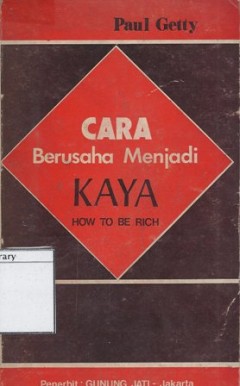 Paul Getty
CARA
Berusaha Menjadi
KAYA
HOW TO BE RICH
rary
Penerbit : GUNUNG JATI - Jakarta